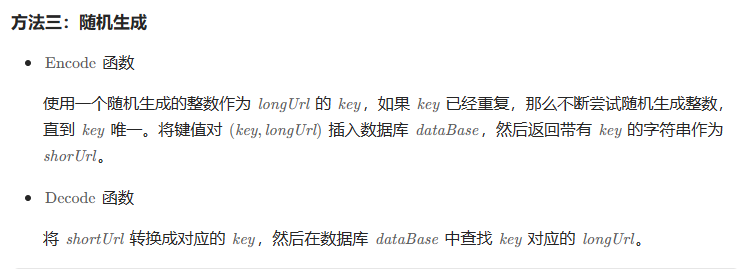 方法三：随机生成
• Encode 函数
使用一个随机生成的整数作为 longUrl 的 key，如果 key 已经重复，那么不断尝试随机生成整数，
直到 key 唯一。将键值对 (key, longUrl) 插入数据库 dataBase，然后返回带有 key 的字符串作为
shorUrl。
• Decode 函数
将 shortUrl 转换成对应的 key，然后在数据库 dataBase 中查找 key 对应的 longUrl。